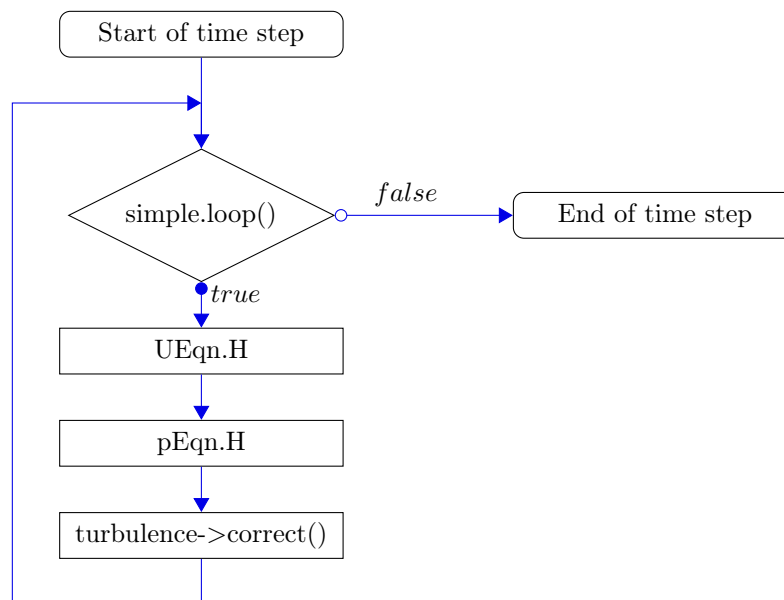 Start of time step
simple.loop()
false
End of time step
true
UEqn.H
pEqn.H
turbulence->correct()